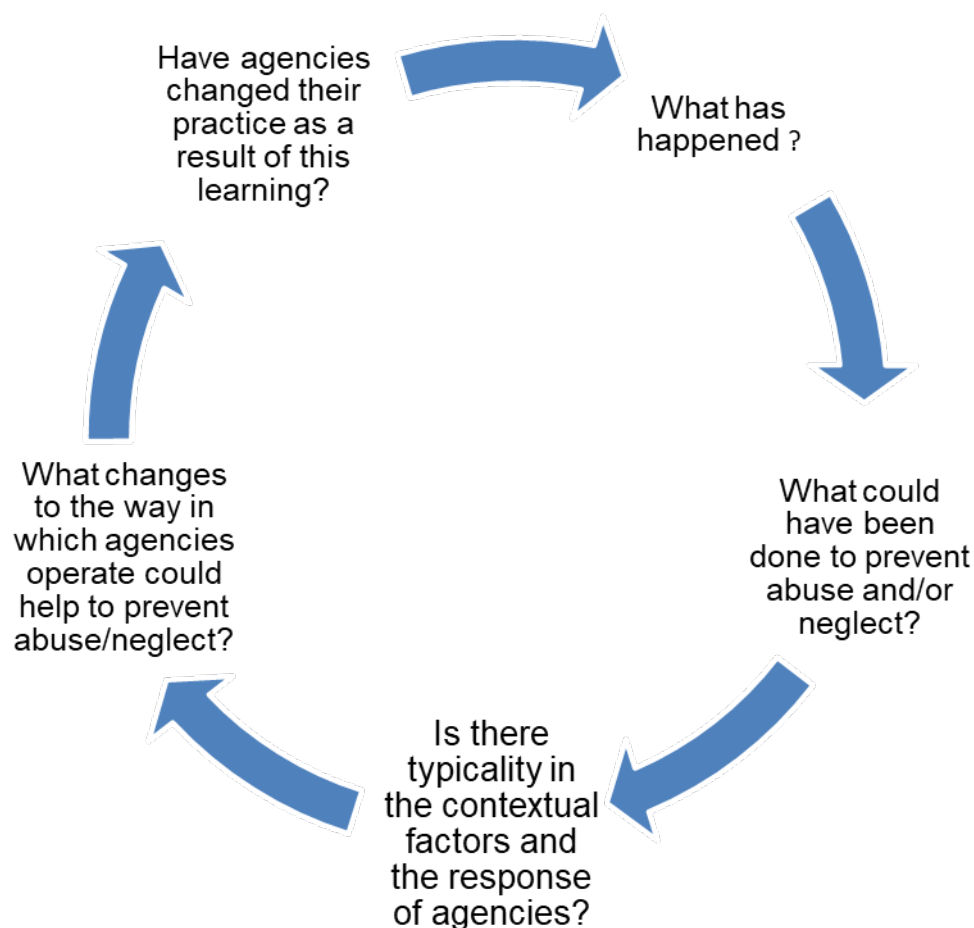 Have agencies
changed their
practice as a
result of this
learning?
What has
happened ?
What could
have been
done to prevent
abuse and/or
neglect?
Is there
typicality in
the contextual
factors and
the response
of agencies?
What changes
to the way in
which agencies
operate could
help to prevent
abuse/neglect?